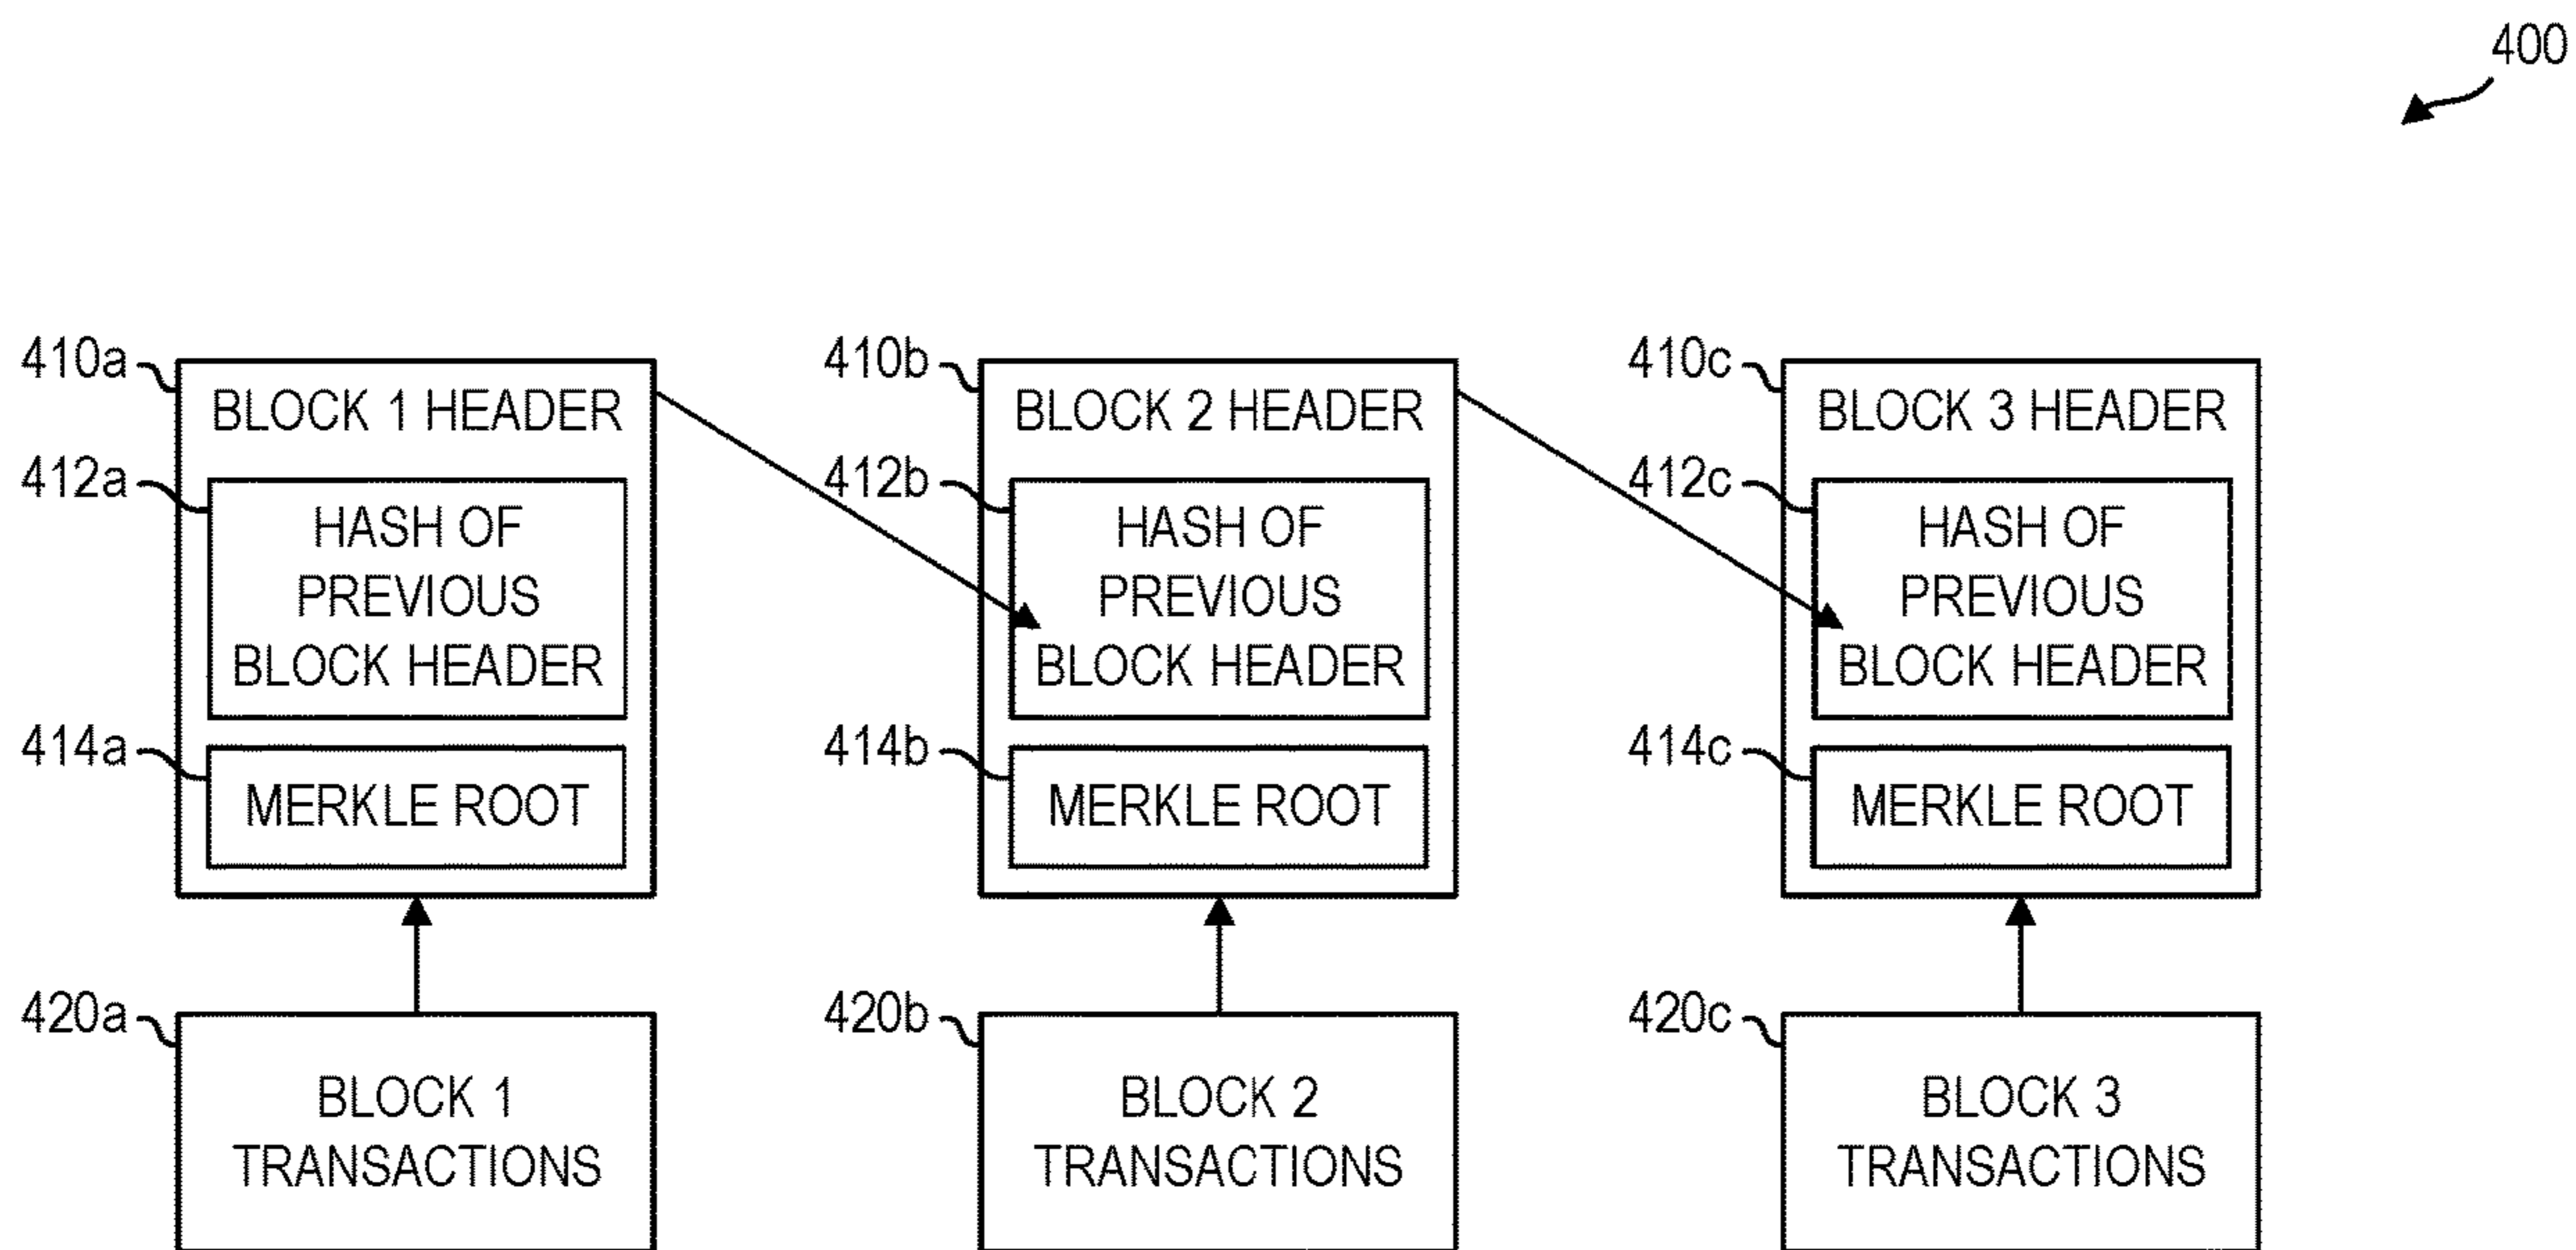 400
410a
BLOCK 1 HEADER
412a
HASH OF
PREVIOUS
BLOCK HEADER
414a
MERKLE ROOT
420a
BLOCK 1
TRANSACTIONS
410b
BLOCK 2 HEADER
412b
HASH OF
PREVIOUS
BLOCK HEADER
414b
MERKLE ROOT
420b
BLOCK 2
TRANSACTIONS
410c
BLOCK 3 HEADER
412c
HASH OF
PREVIOUS
BLOCK HEADER
414c
MERKLE ROOT
420c
BLOCK 3
TRANSACTIONS